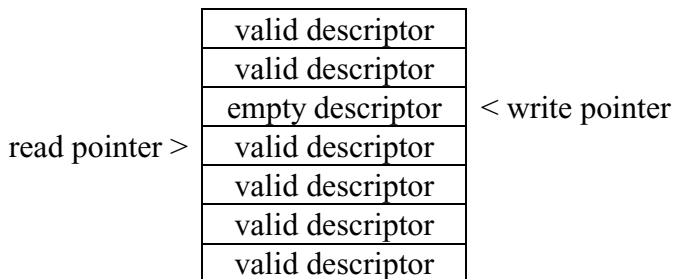 valid descriptor
valid descriptor
empty descriptor < write pointer
read pointer > valid descriptor
valid descriptor
valid descriptor
valid descriptor